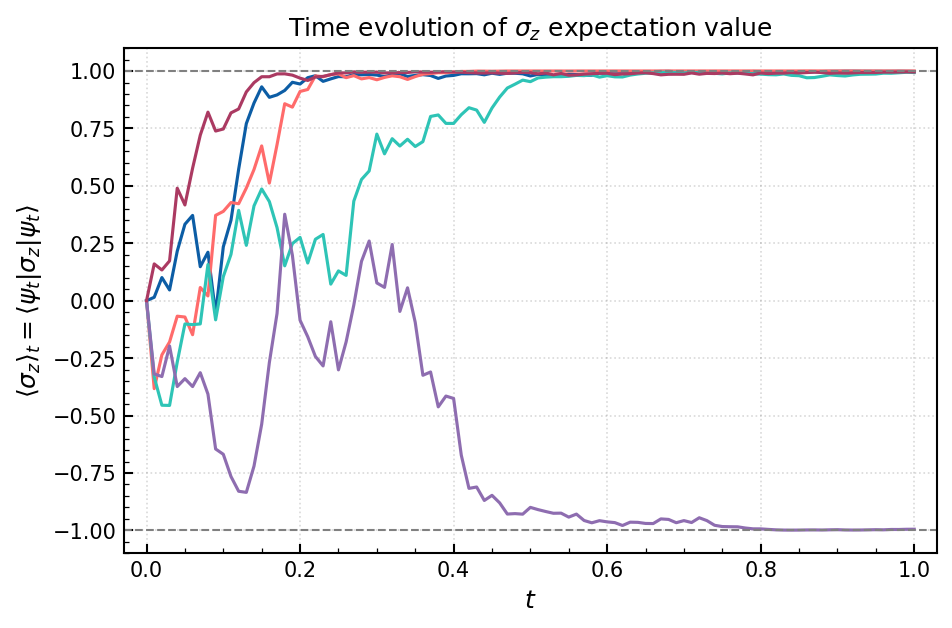 Time evolution of σ_z expectation value
⟨σ_z⟩_t = ⟨ψ_t|σ_z|ψ_t⟩
1.00
0.75
0.50
0.25
0.00
−0.25
−0.50
−0.75
−1.00
0.0 0.2 0.4 0.6 0.8 1.0
t